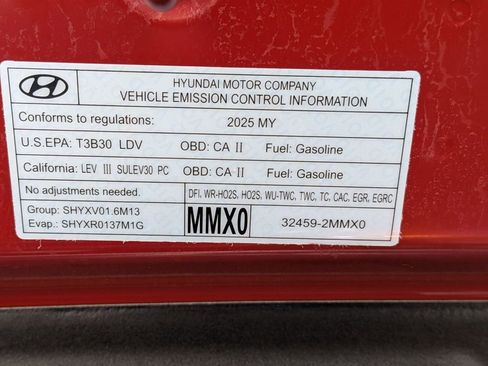 HYUNDAI MOTOR COMPANY
VEHICLE EMISSION CONTROL INFORMATION
Conforms to regulations: 2025 MY
U.S.EPA: T3B30 LDV OBD: CA II Fuel: Gasoline
California: LEV III SULEV30 PC OBD: CA II Fuel: Gasoline
No adjustments needed. DFI, WR-HO2S, HO2S, WU-TWC, TWC, TC, CAC, EGR, EGRC
Group: SHYXV01.6M13
Evap.: SHYXR0137M1G
MMX0 32459-2MMX0